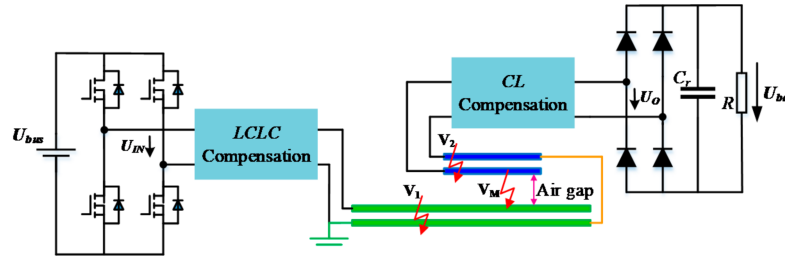 U_bus
U_IN
LCLC
Compensation
CL
Compensation
V_2
V_1
V_M
Air gap
U_O
C_r
R